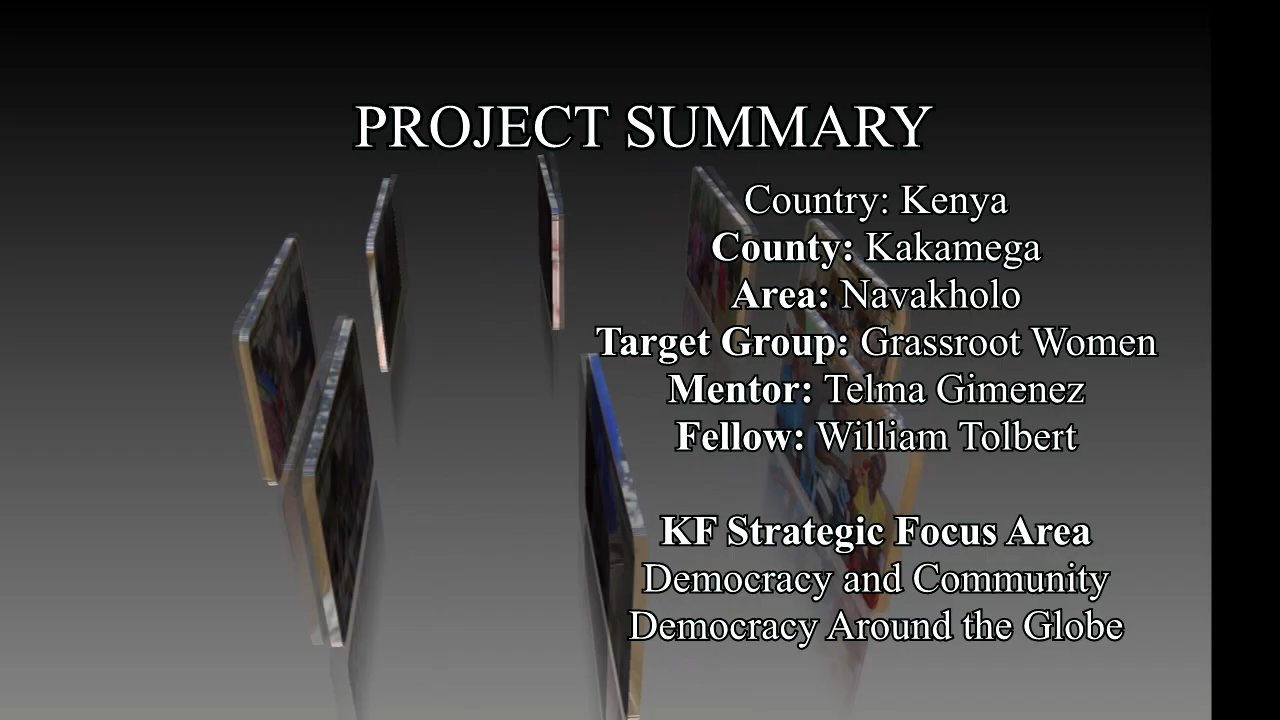 PROJECT SUMMARY
Country: Kenya
County: Kakamega
Area: Navakholo
Target Group: Grassroot Women
Mentor: Telma Gimenez
Fellow: William Tolbert
KF Strategic Focus Area
Democracy and Community
Democracy Around the Globe